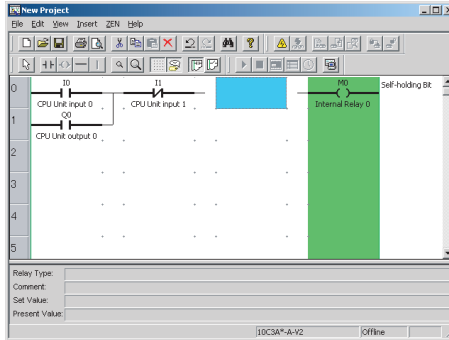 New Project
File Edit View Insert ZEN Help
0 I0 I1 M0 Self-holding Bit
CPU Unit input 0 CPU Unit input 1 Internal Relay 0
1 Q0
CPU Unit output 0
2
3
4
5
Relay Type:
Comment:
Set Value:
Present Value:
10C3A*-A-V2 Offline